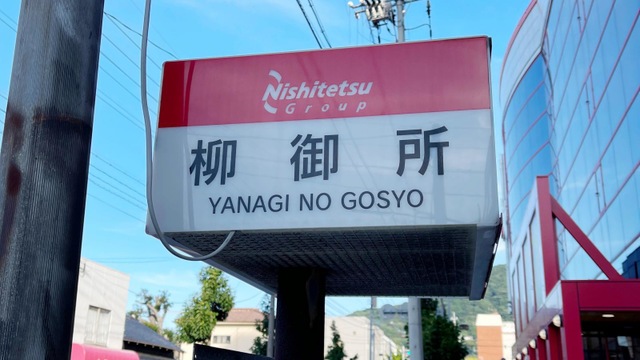 Nishitetsu
Group
柳御所
YANAGI NO GOSYO